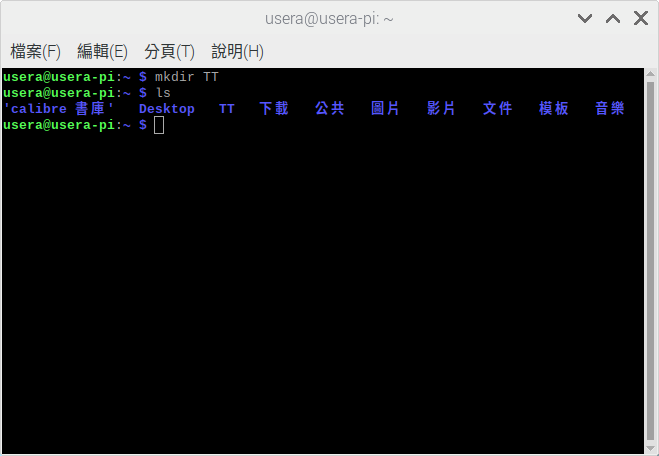 usera@usera-pi: ~
檔案(F) 編輯(E) 分頁(T) 說明(H)
usera@usera-pi:~ $ mkdir TT
usera@usera-pi:~ $ ls
'calibre 書庫' Desktop TT 下載 公共 圖片 影片 文件 模板 音樂
usera@usera-pi:~ $